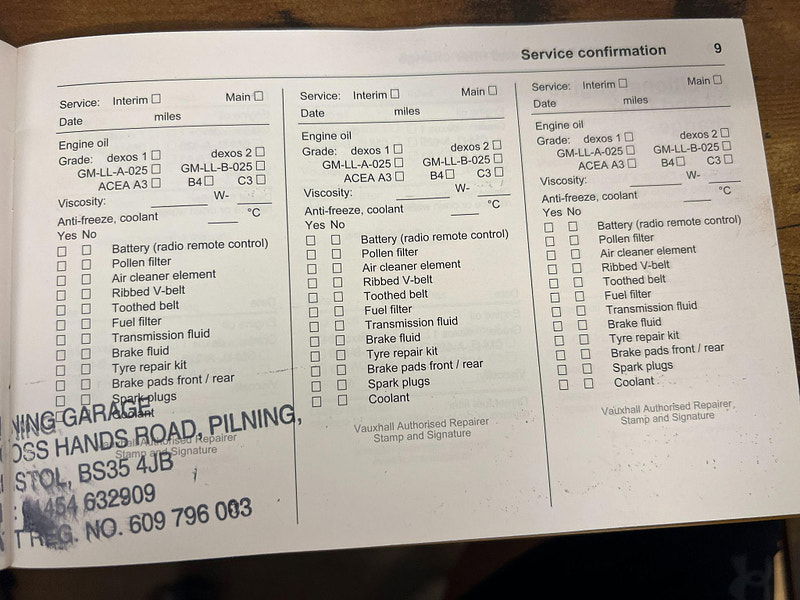 Service confirmation 9
Service: Interim ☐ Main ☐
Date miles
Engine oil
Grade: dexos 1 ☐ dexos 2 ☐
GM-LL-A-025 ☐ GM-LL-B-025 ☐
ACEA A3 ☐ B4 ☐ C3 ☐
Viscosity: W-
Anti-freeze, coolant °C
Yes No
☐ ☐ Battery (radio remote control)
☐ ☐ Pollen filter
☐ ☐ Air cleaner element
☐ ☐ Ribbed V-belt
☐ ☐ Toothed belt
☐ ☐ Fuel filter
☐ ☐ Transmission fluid
☐ ☐ Brake fluid
☐ ☐ Tyre repair kit
☐ ☐ Brake pads front / rear
☐ ☐ Spark plugs
Coolant
Vauxhall Authorised Repairer
Stamp and Signature
NING GARAGE
OSS HANDS ROAD, PILNING,
STOL, BS35 4JB
454 632909
REG. NO. 609 796 003
Service: Interim ☐ Main ☐
Date miles
Engine oil
Grade: dexos 1 ☐ dexos 2 ☐
GM-LL-A-025 ☐ GM-LL-B-025 ☐
ACEA A3 ☐ B4 ☐ C3 ☐
Viscosity: W-
Anti-freeze, coolant °C
Yes No
☐ ☐ Battery (radio remote control)
☐ ☐ Pollen filter
☐ ☐ Air cleaner element
☐ ☐ Ribbed V-belt
☐ ☐ Toothed belt
☐ ☐ Fuel filter
☐ ☐ Transmission fluid
☐ ☐ Brake fluid
☐ ☐ Tyre repair kit
☐ ☐ Brake pads front / rear
☐ ☐ Spark plugs
☐ ☐ Coolant
Vauxhall Authorised Repairer
Stamp and Signature
Service: Interim ☐ Main ☐
Date miles
Engine oil
Grade: dexos 1 ☐ dexos 2 ☐
GM-LL-A-025 ☐ GM-LL-B-025 ☐
ACEA A3 ☐ B4 ☐ C3 ☐
Viscosity: W-
Anti-freeze, coolant °C
Yes No
☐ ☐ Battery (radio remote control)
☐ ☐ Pollen filter
☐ ☐ Air cleaner element
☐ ☐ Ribbed V-belt
☐ ☐ Toothed belt
☐ ☐ Fuel filter
☐ ☐ Transmission fluid
☐ ☐ Brake fluid
☐ ☐ Tyre repair kit
☐ ☐ Brake pads front / rear
☐ ☐ Spark plugs
☐ ☐ Coolant
Vauxhall Authorised Repairer
Stamp and Signature